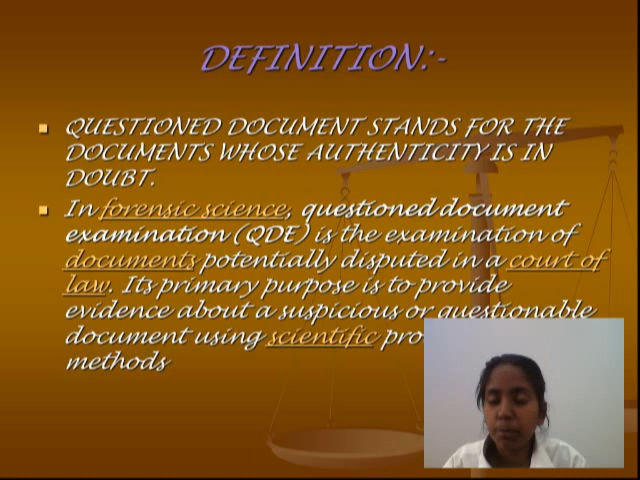 DEFINITION:-
QUESTIONED DOCUMENT STANDS FOR THE
DOCUMENTS WHOSE AUTHENTICITY IS IN
DOUBT.
In forensic science, questioned document
examination (QDE) is the examination of
documents potentially disputed in a court of
law. Its primary purpose is to provide
evidence about a suspicious or questionable
document using scientific
methods